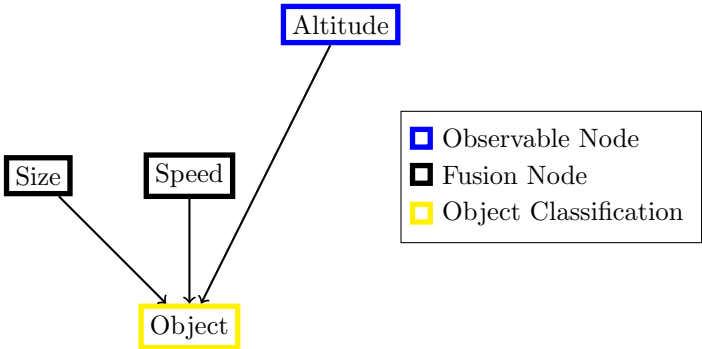 Altitude
Size
Speed
Object
Observable Node
Fusion Node
Object Classification